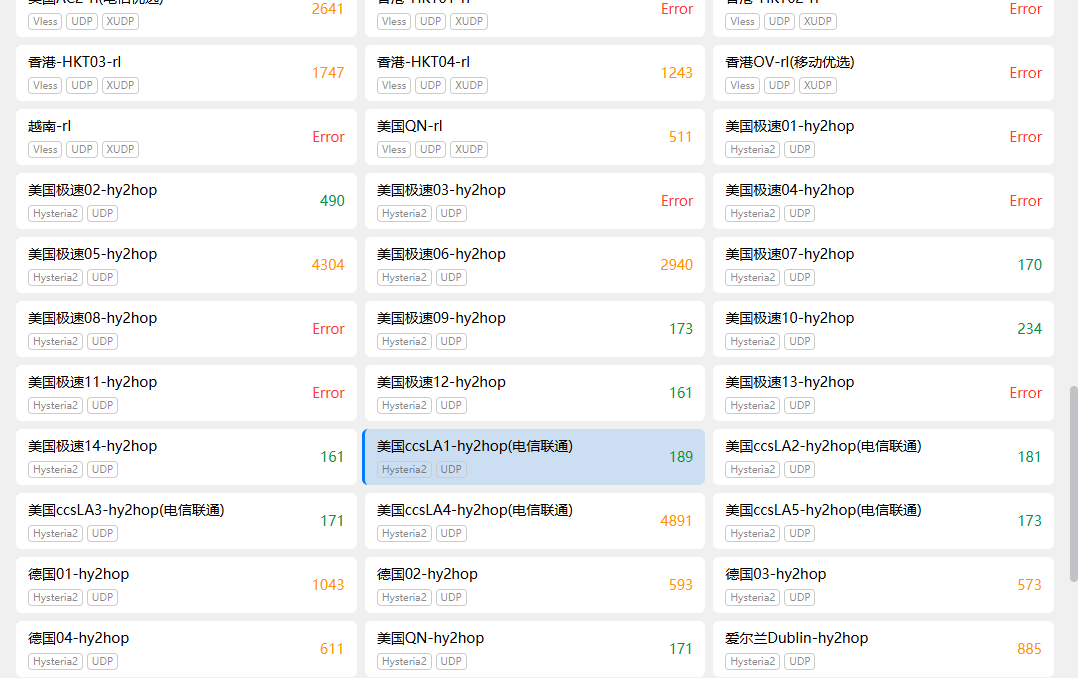 2641
Vless UDP XUDP
Error
Vless UDP XUDP
Error
Vless UDP XUDP
香港-HKT03-rl
1747
Vless UDP XUDP
香港-HKT04-rl
1243
Vless UDP XUDP
香港OV-rl(移动优选)
Error
Vless UDP XUDP
越南-rl
Error
Vless UDP XUDP
美国QN-rl
511
Vless UDP XUDP
美国极速01-hy2hop
Error
Hysteria2 UDP
美国极速02-hy2hop
490
Hysteria2 UDP
美国极速03-hy2hop
Error
Hysteria2 UDP
美国极速04-hy2hop
Error
Hysteria2 UDP
美国极速05-hy2hop
4304
Hysteria2 UDP
美国极速06-hy2hop
2940
Hysteria2 UDP
美国极速07-hy2hop
170
Hysteria2 UDP
美国极速08-hy2hop
Error
Hysteria2 UDP
美国极速09-hy2hop
173
Hysteria2 UDP
美国极速10-hy2hop
234
Hysteria2 UDP
美国极速11-hy2hop
Error
Hysteria2 UDP
美国极速12-hy2hop
161
Hysteria2 UDP
美国极速13-hy2hop
Error
Hysteria2 UDP
美国极速14-hy2hop
161
Hysteria2 UDP
美国ccsLA1-hy2hop(电信联通)
189
Hysteria2 UDP
美国ccsLA2-hy2hop(电信联通)
181
Hysteria2 UDP
美国ccsLA3-hy2hop(电信联通)
171
Hysteria2 UDP
美国ccsLA4-hy2hop(电信联通)
4891
Hysteria2 UDP
美国ccsLA5-hy2hop(电信联通)
173
Hysteria2 UDP
德国01-hy2hop
1043
Hysteria2 UDP
德国02-hy2hop
593
Hysteria2 UDP
德国03-hy2hop
573
Hysteria2 UDP
德国04-hy2hop
611
Hysteria2 UDP
美国QN-hy2hop
171
Hysteria2 UDP
爱尔兰Dublin-hy2hop
885
Hysteria2 UDP